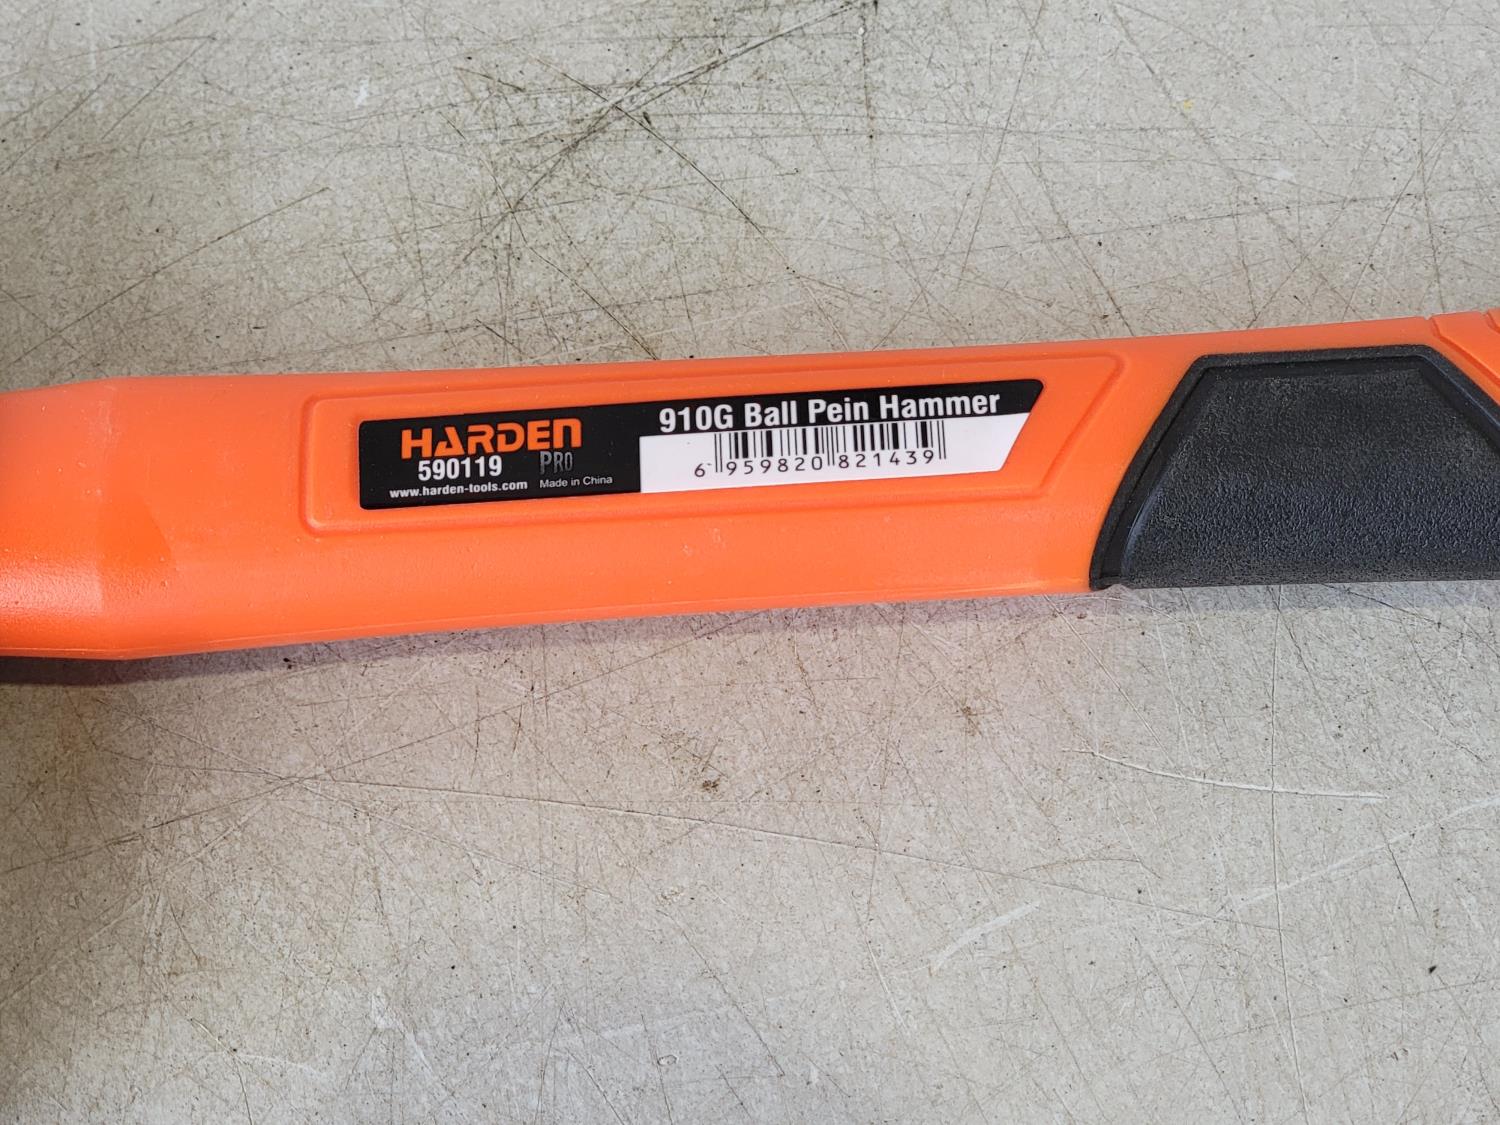 HARDEN
590119 PRO
www.harden-tools.com Made in China
910G Ball Pein Hammer
6 959820 821439